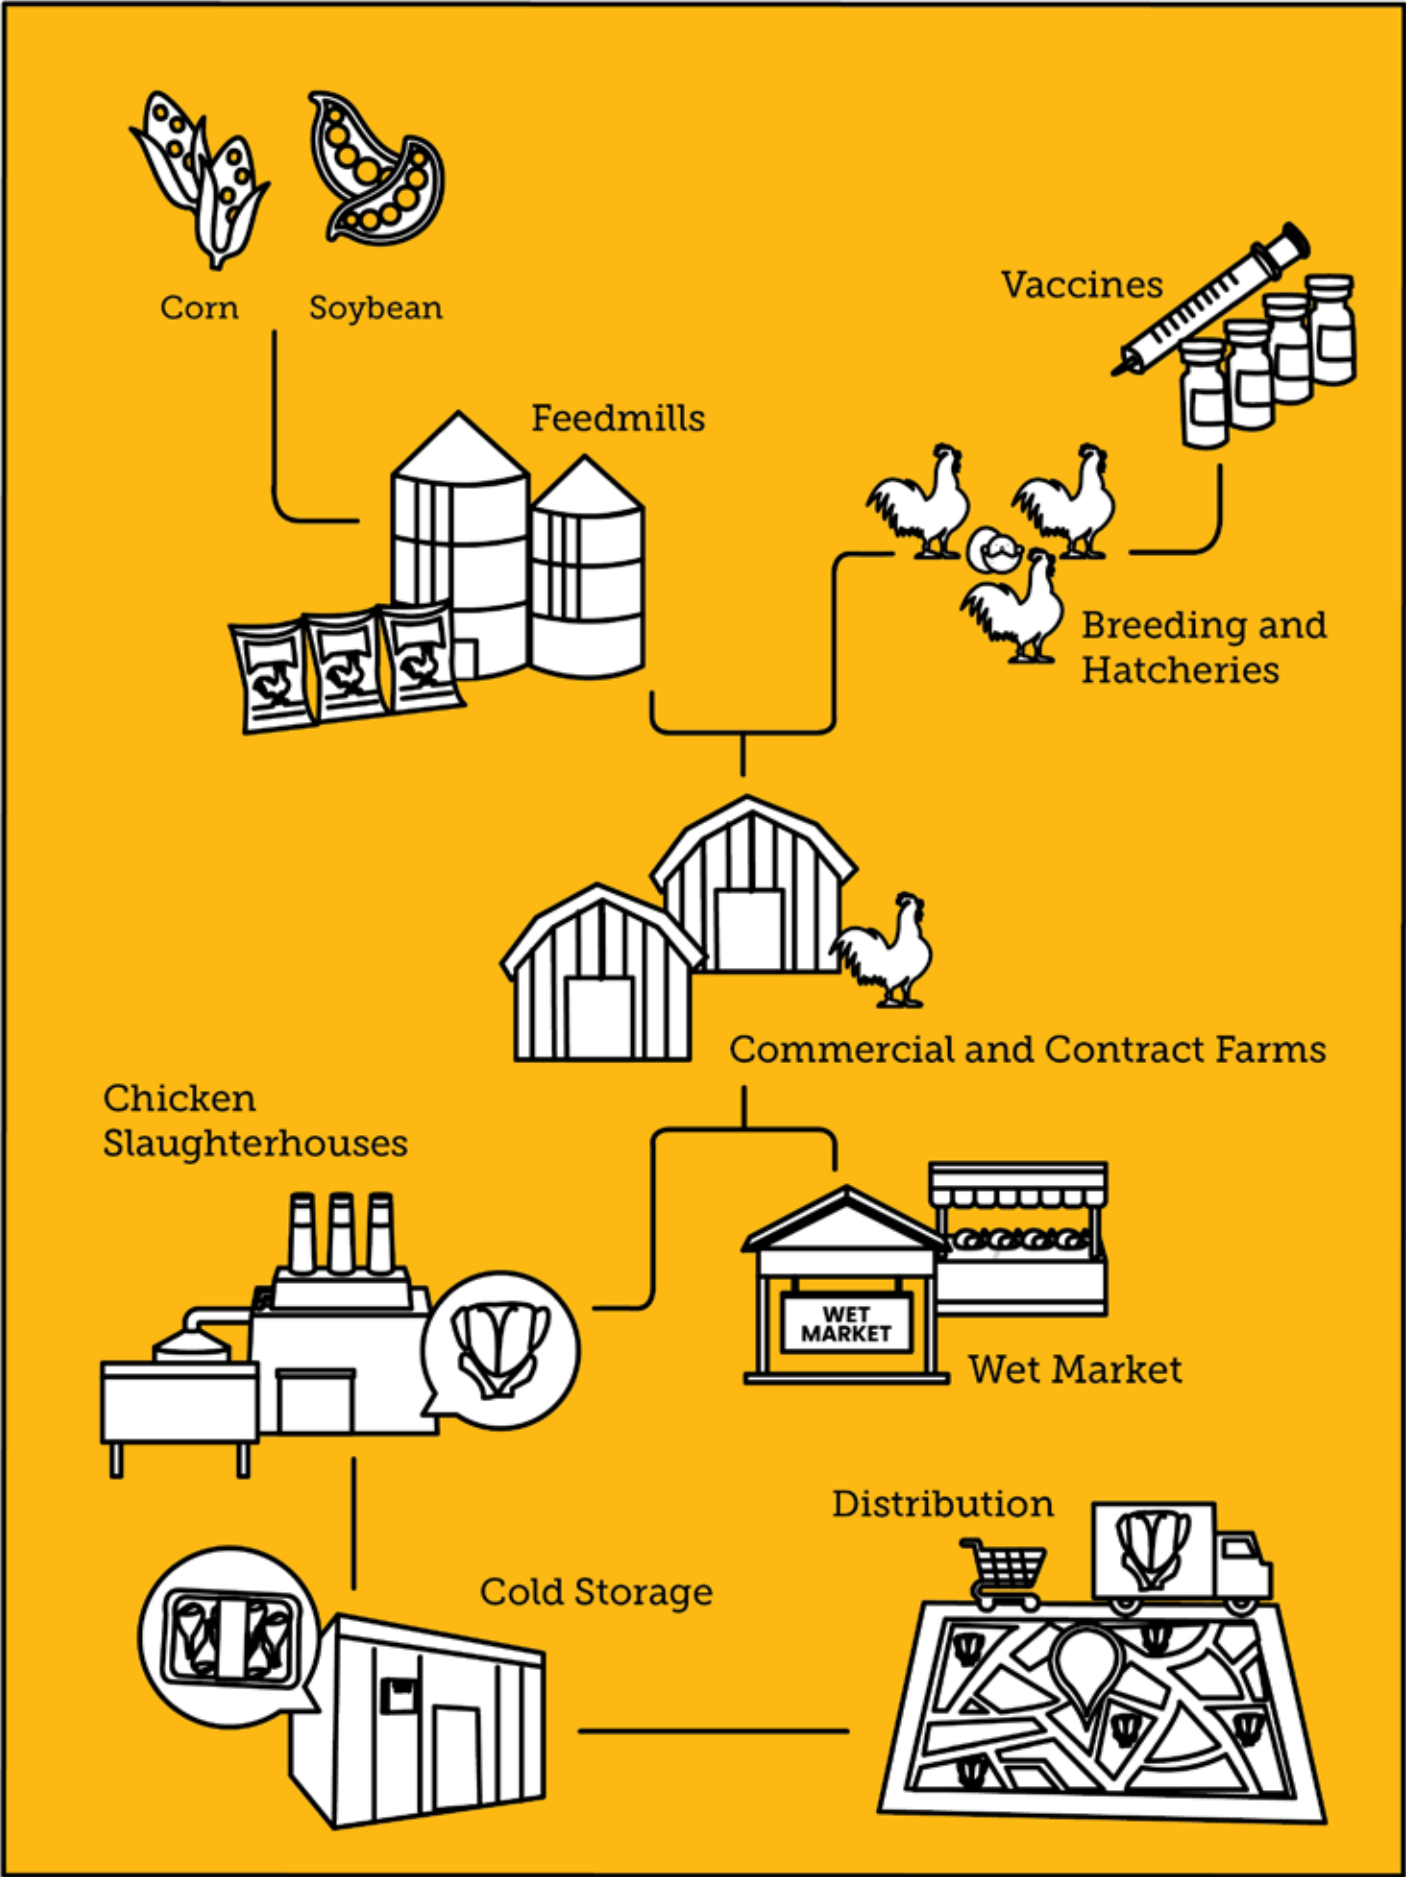 Corn
Soybean
Vaccines
Feedmills
Breeding and
Hatcheries
Commercial and Contract Farms
Chicken
Slaughterhouses
WET
MARKET
Wet Market
Distribution
Cold Storage